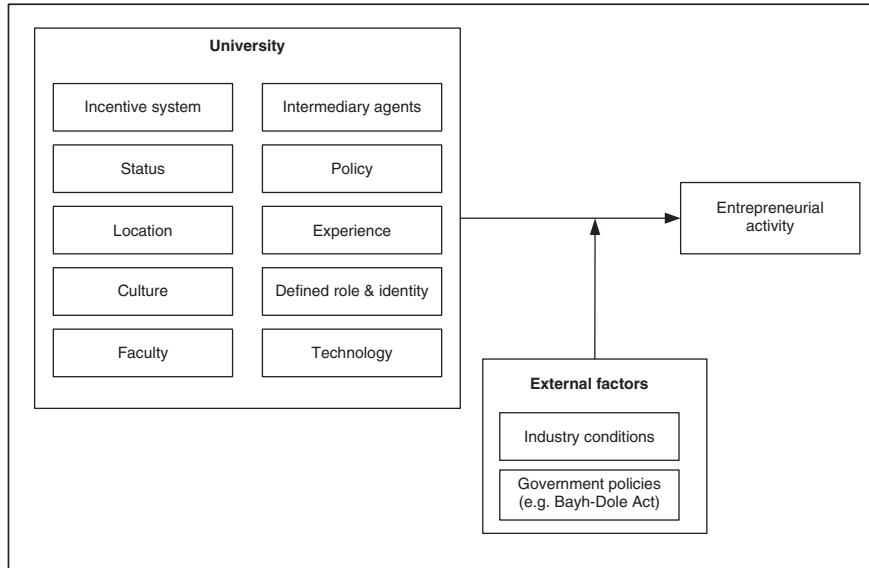 University
Incentive system
Intermediary agents
Status
Policy
Location
Experience
Culture
Defined role & identity
Faculty
Technology
Entrepreneurial
activity
External factors
Industry conditions
Government policies
(e.g. Bayh-Dole Act)